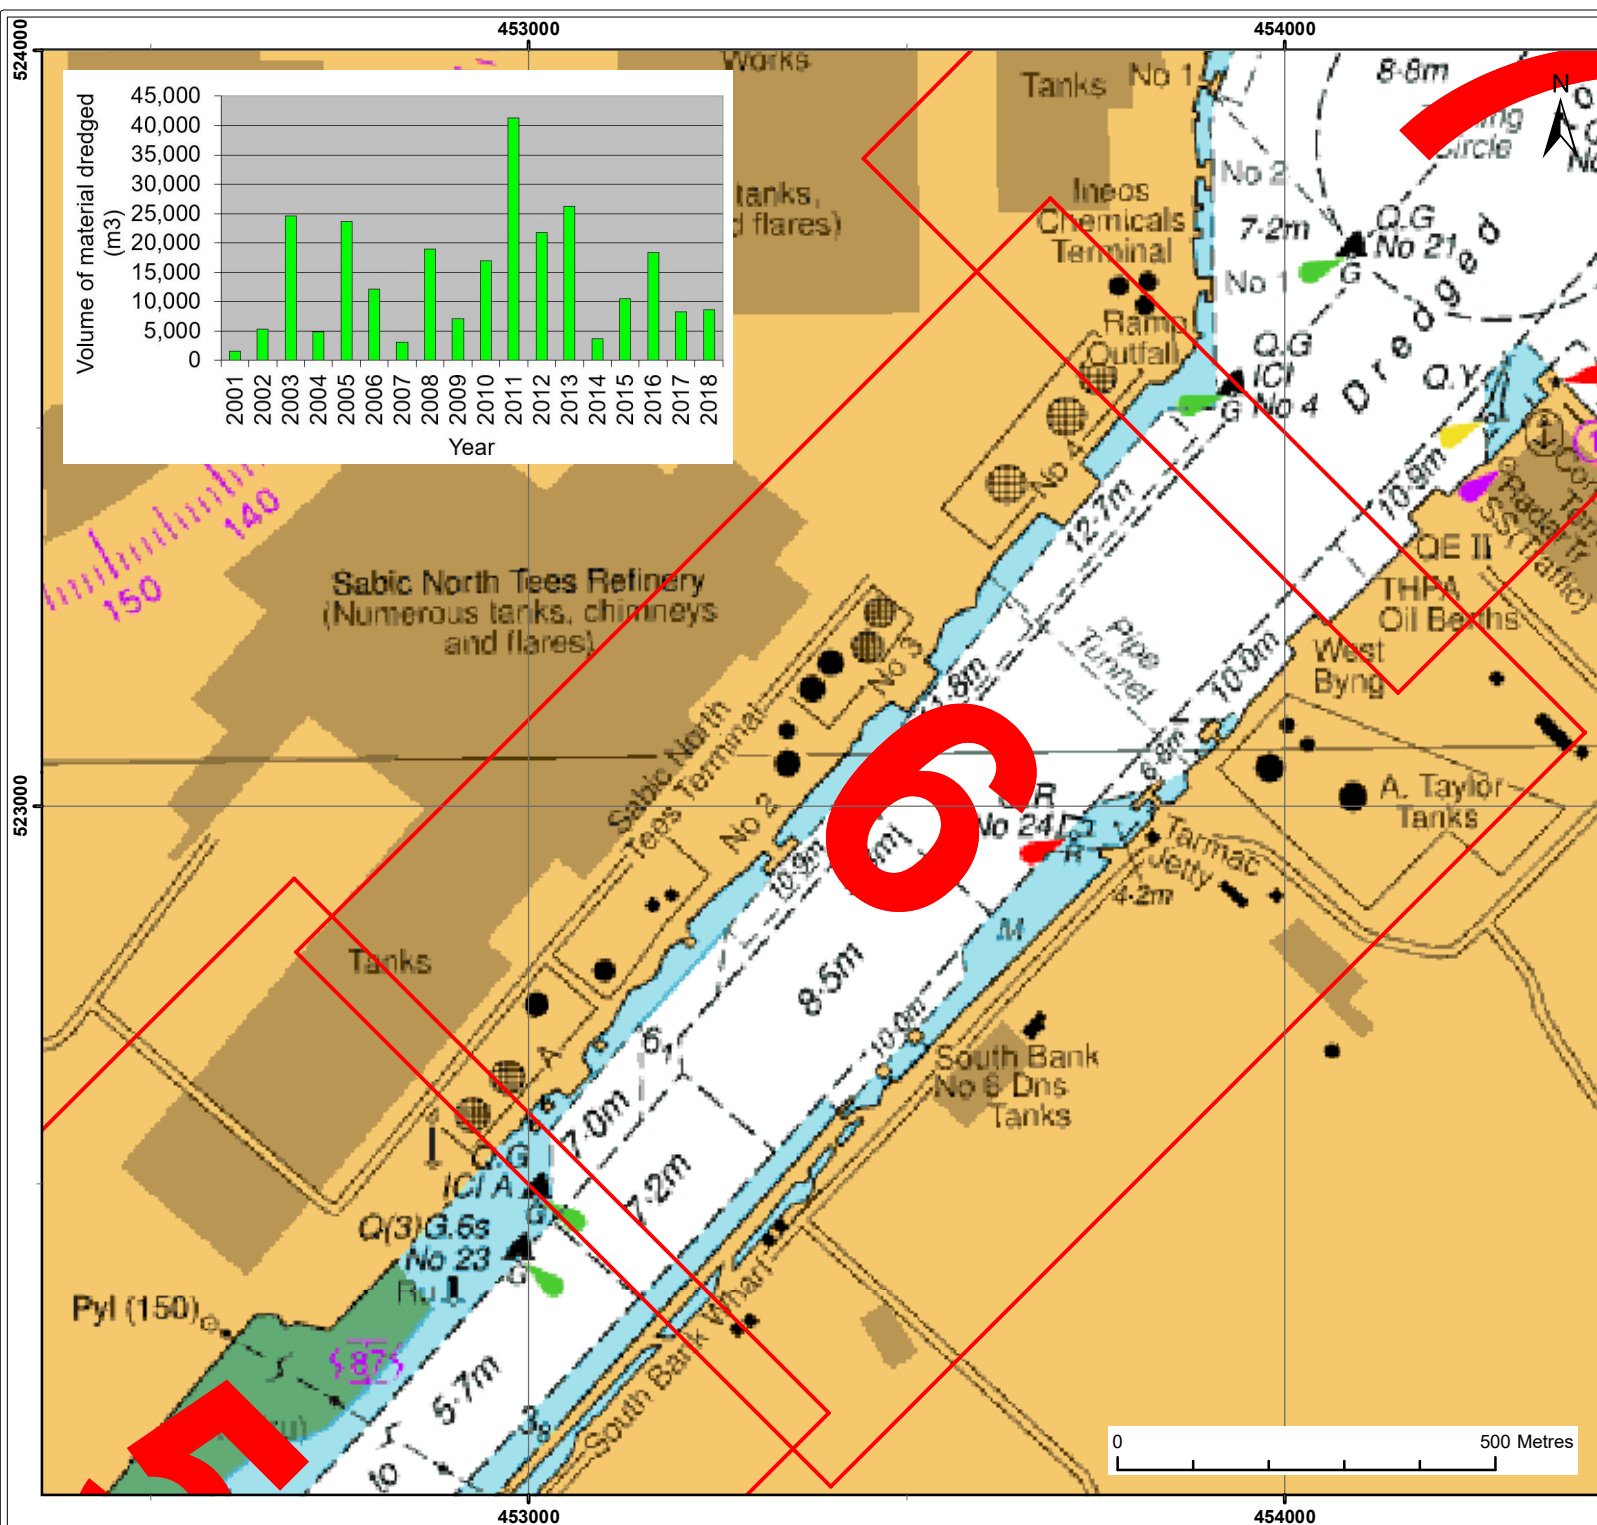 453000
454000
524000
523000
Volume of material dredged
(m3)
45,000
40,000
35,000
30,000
25,000
20,000
15,000
10,000
5,000
0
2001 2002 2003 2004 2005 2006 2007 2008 2009 2010 2011 2012 2013 2014 2015 2016 2017 2018
Year
Works
tanks,
d flares)
Tanks
No 1
8·8m
Circle
N
No 2
Ineos
Chemicals
Terminal
7·2m
Q.G
No 21
G
No 1
Dredged
Ramp
Outfall
Q.G
ICI
No 4
G
Q.Y
No 4
12·7m
10·9m
140
150
QE II
THPA
Oil Berths
Sabic North Tees Refinery
(Numerous tanks, chimneys
and flares)
Pipe
Tunnel
No 3
West
Byng
10·0m
Sabic North
Tees Terminal
6·8m
No 2
6
No 24
R
10·9m
A. Taylor
Tanks
Tarmac
Jetty
4·2m
M
Tanks
8·5m
10·0m
6₁
A
South Bank
No 6 Dns
Tanks
7·0m
Q.G
ICI A
G
7·2m
Q(3)G.6s
No 23
G
Ru
Pyl (150)
87
South Bank Wharf
5·7m
3₈
to
5
0
500 Metres
453000
454000